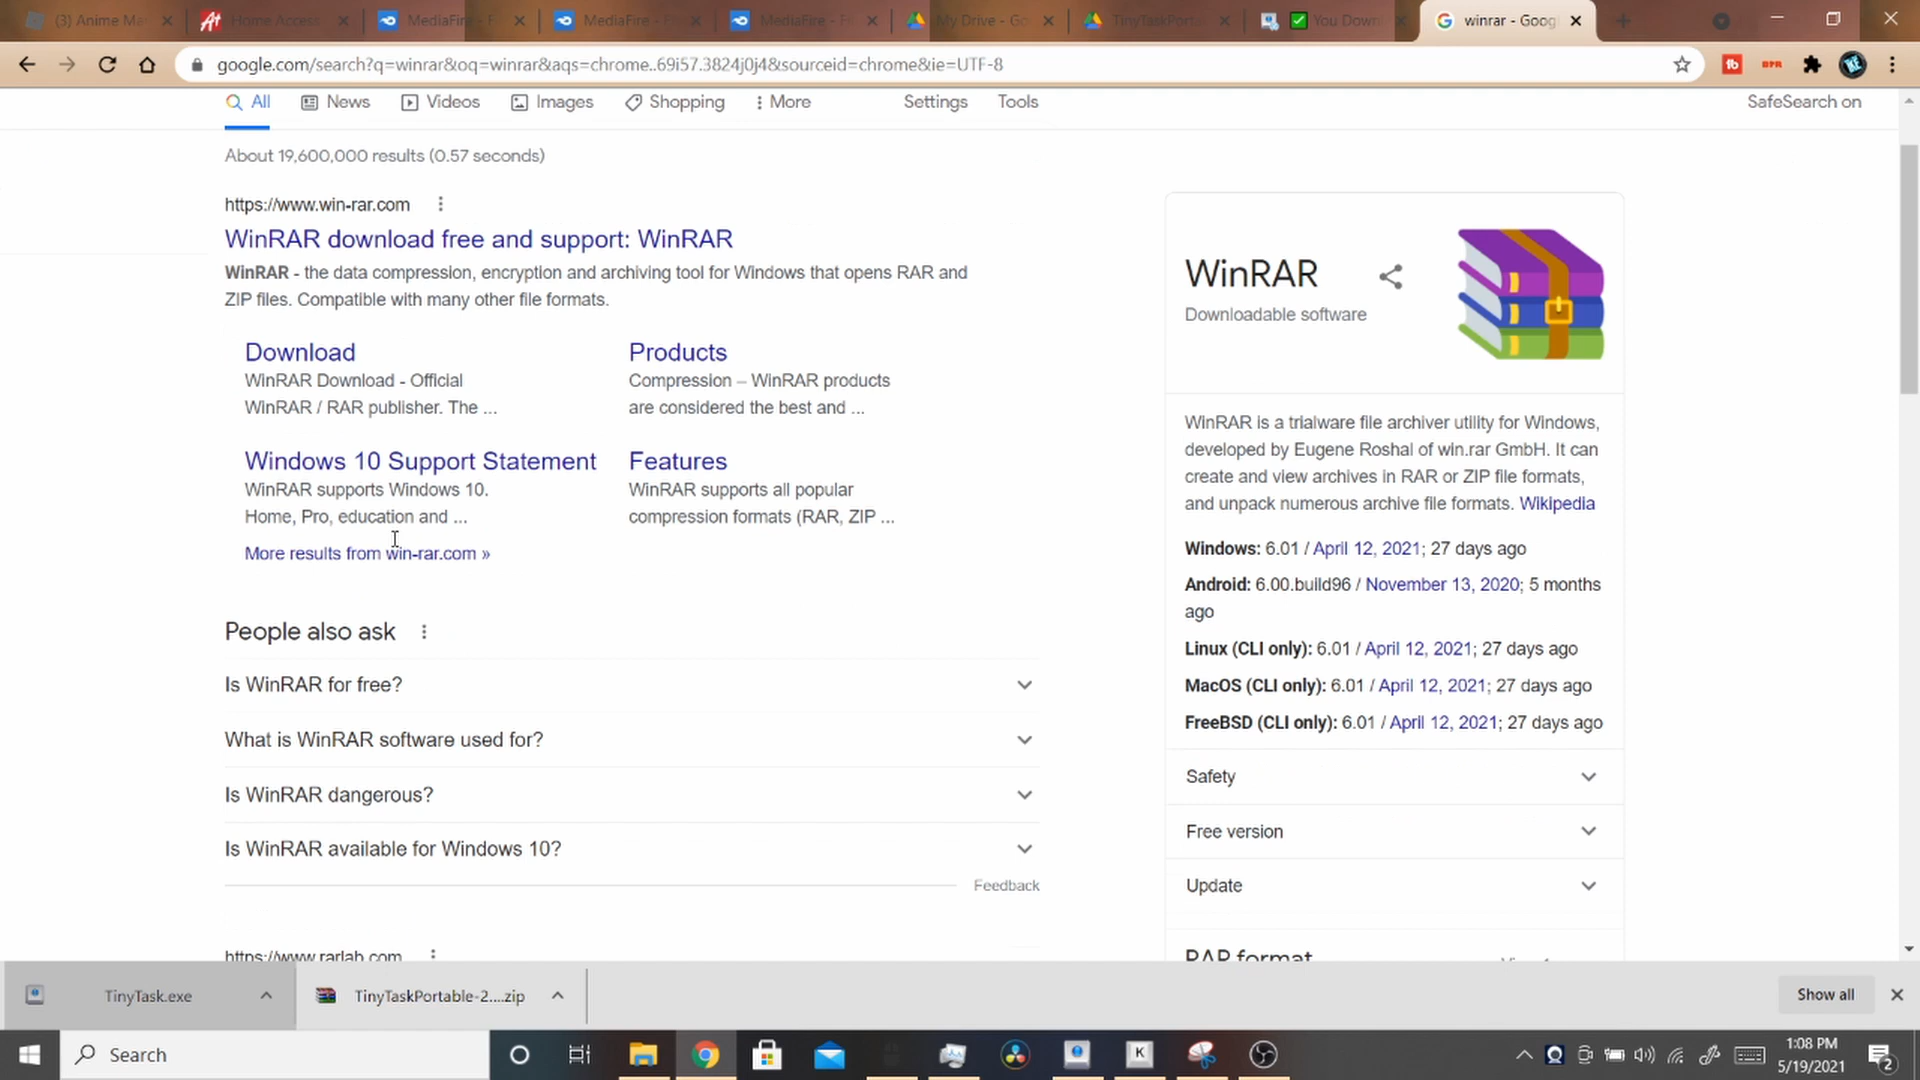 (3) Anime Ma
Home Access
MediaFire - F
MediaFire - F
MediaFire - F
My Drive - Go
TinyTaskPorta
You Down
winrar - Goog
google.com/search?q=winrar&oq=winrar&aqs=chrome..69i57.3824j0j4&sourceid=chrome&ie=UTF-8
All
News
Videos
Images
Shopping
More
Settings
Tools
SafeSearch on
About 19,600,000 results (0.57 seconds)
https://www.win-rar.com
WinRAR download free and support: WinRAR
WinRAR - the data compression, encryption and archiving tool for Windows that opens RAR and
ZIP files. Compatible with many other file formats.
Download
WinRAR Download - Official
WinRAR / RAR publisher. The ...
Products
Compression – WinRAR products
are considered the best and ...
Windows 10 Support Statement
WinRAR supports Windows 10.
Home, Pro, education and ...
Features
WinRAR supports all popular
compression formats (RAR, ZIP ...
More results from win-rar.com »
People also ask
Is WinRAR for free?
What is WinRAR software used for?
Is WinRAR dangerous?
Is WinRAR available for Windows 10?
Feedback
https://www.rarlab.com
WinRAR
Downloadable software
WinRAR is a trialware file archiver utility for Windows,
developed by Eugene Roshal of win.rar GmbH. It can
create and view archives in RAR or ZIP file formats,
and unpack numerous archive file formats. Wikipedia
Windows: 6.01 / April 12, 2021; 27 days ago
Android: 6.00.build96 / November 13, 2020; 5 months
ago
Linux (CLI only): 6.01 / April 12, 2021; 27 days ago
MacOS (CLI only): 6.01 / April 12, 2021; 27 days ago
FreeBSD (CLI only): 6.01 / April 12, 2021; 27 days ago
Safety
Free version
Update
RAR format
TinyTask.exe
TinyTaskPortable-2....zip
Show all
Search
K
1:08 PM
5/19/2021
2